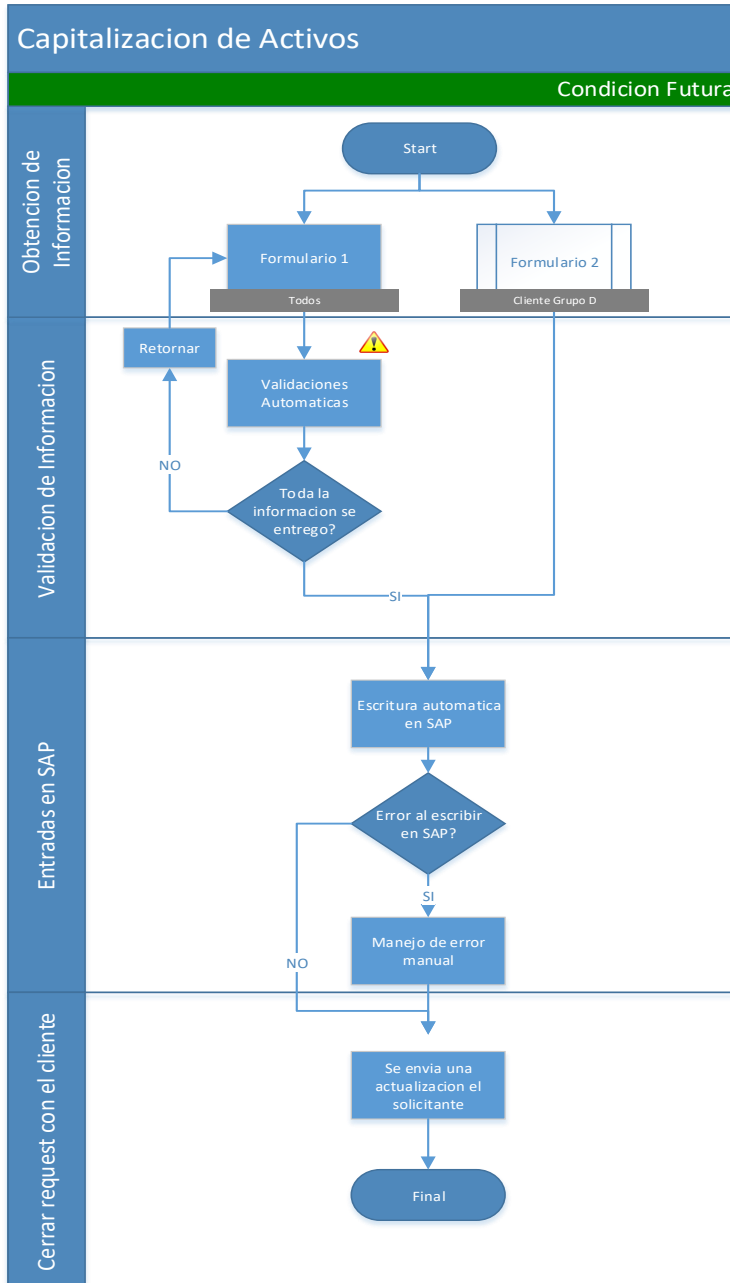 Capitalizacion de Activos
Condicion Futura
Obtencion de
Informacion
Start
Formulario 1
Todos
Formulario 2
Cliente Grupo D
Validacion de Informacion
Retornar
Validaciones
Automaticas
NO
Toda la
informacion se
entrego?
SI
Entradas en SAP
Escritura automatica
en SAP
Error al escribir
en SAP?
SI
Manejo de error
manual
NO
Cerrar request con el cliente
Se envia una
actualizacion el
solicitante
Final